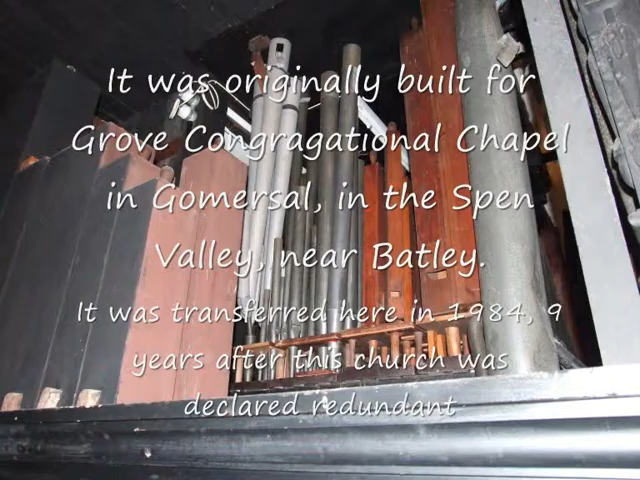 It was originally built for
Grove Congragational Chapel
in Gomersal, in the Spen
Valley, near Batley.
It was transferred here in 1984, 9
years after this church was
declared redundant